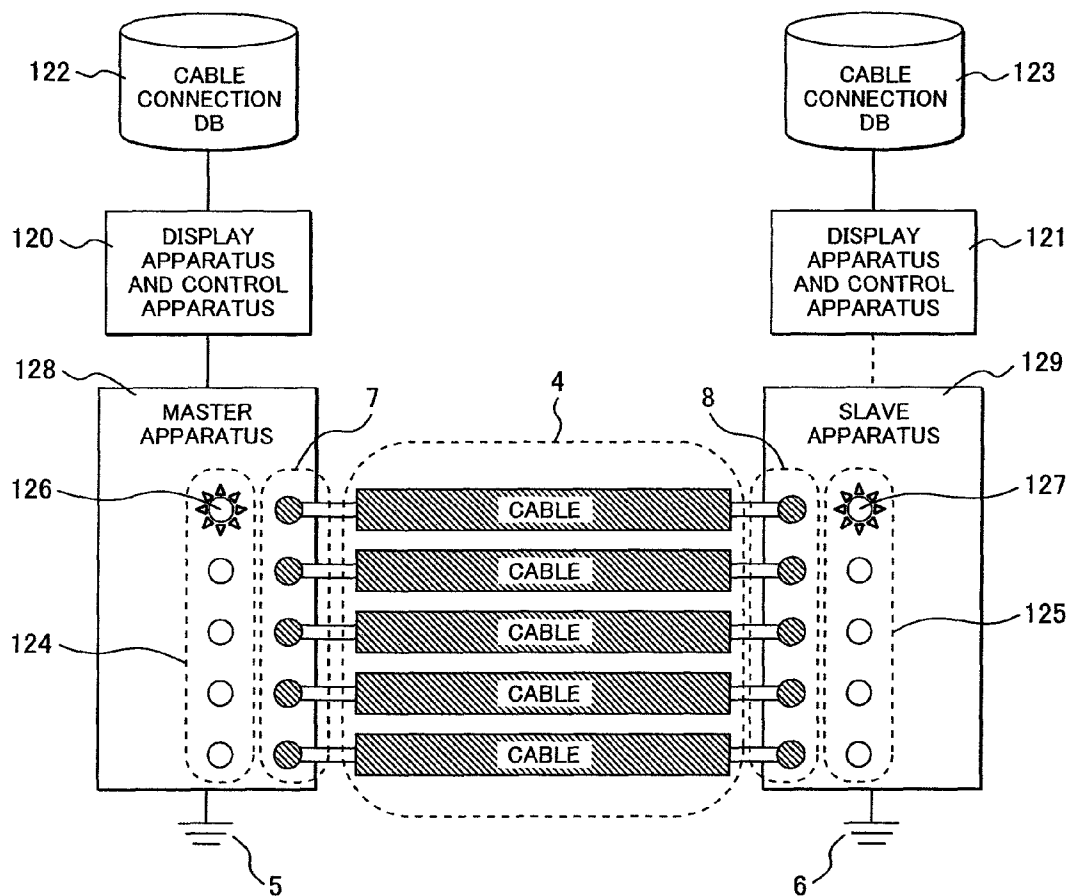 122
CABLE
CONNECTION
DB
CABLE
CONNECTION
DB
123
120
DISPLAY
APPARATUS
AND CONTROL
APPARATUS
DISPLAY
APPARATUS
AND CONTROL
APPARATUS
121
128
MASTER
APPARATUS
7
4
8
129
SLAVE
APPARATUS
126
CABLE
127
CABLE
124
CABLE
125
CABLE
CABLE
5
6